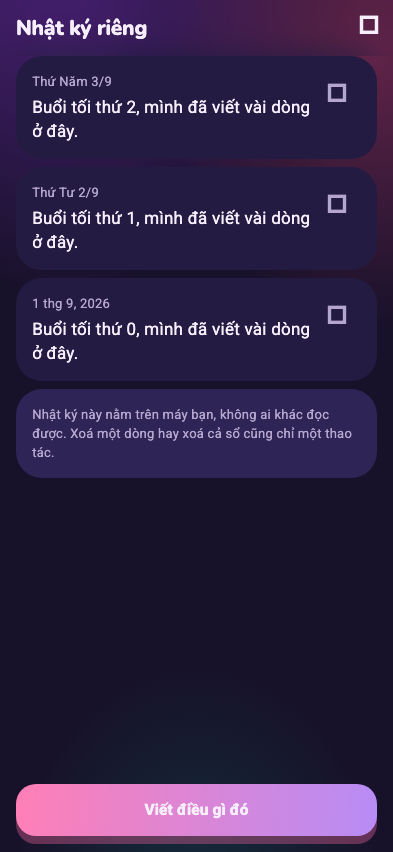 Nhật ký riêng
Thứ Năm 3/9
Buổi tối thứ 2, mình đã viết vài dòng
ở đây.
Thứ Tư 2/9
Buổi tối thứ 1, mình đã viết vài dòng
ở đây.
1 thg 9, 2026
Buổi tối thứ 0, mình đã viết vài dòng
ở đây.
Nhật ký này nằm trên máy bạn, không ai khác đọc
được. Xoá một dòng hay xoá cả sổ cũng chỉ một thao
tác.
Viết điều gì đó